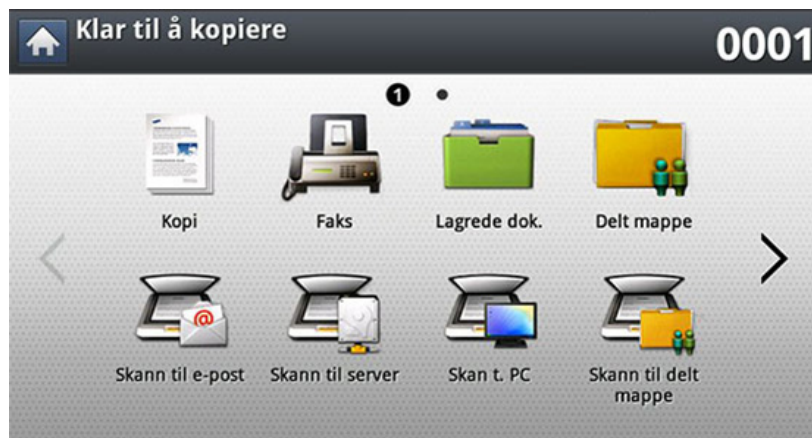 Klar til å kopiere
0001
1
Kopi
Faks
Lagrede dok.
Delt mappe
Skann til e-post
Skann til server
Skan t. PC
Skann til delt
mappe